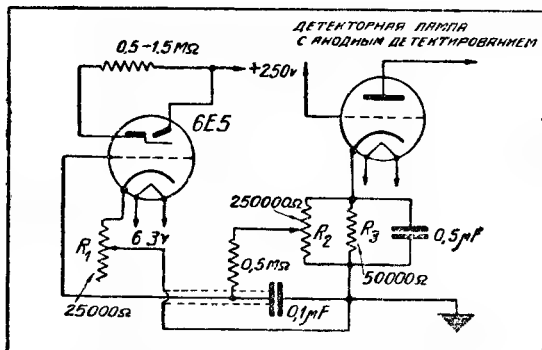 ДЕТЕКТОРНАЯ ЛАМПА
С АНОДНЫМ ДЕТЕКТИРОВАНИЕМ
0,5-1,5 MΩ
+250v
6E5
6 3v
R1
25000Ω
250000Ω
R2
R3
50000Ω
0,5μF
0,5MΩ
0,1μF